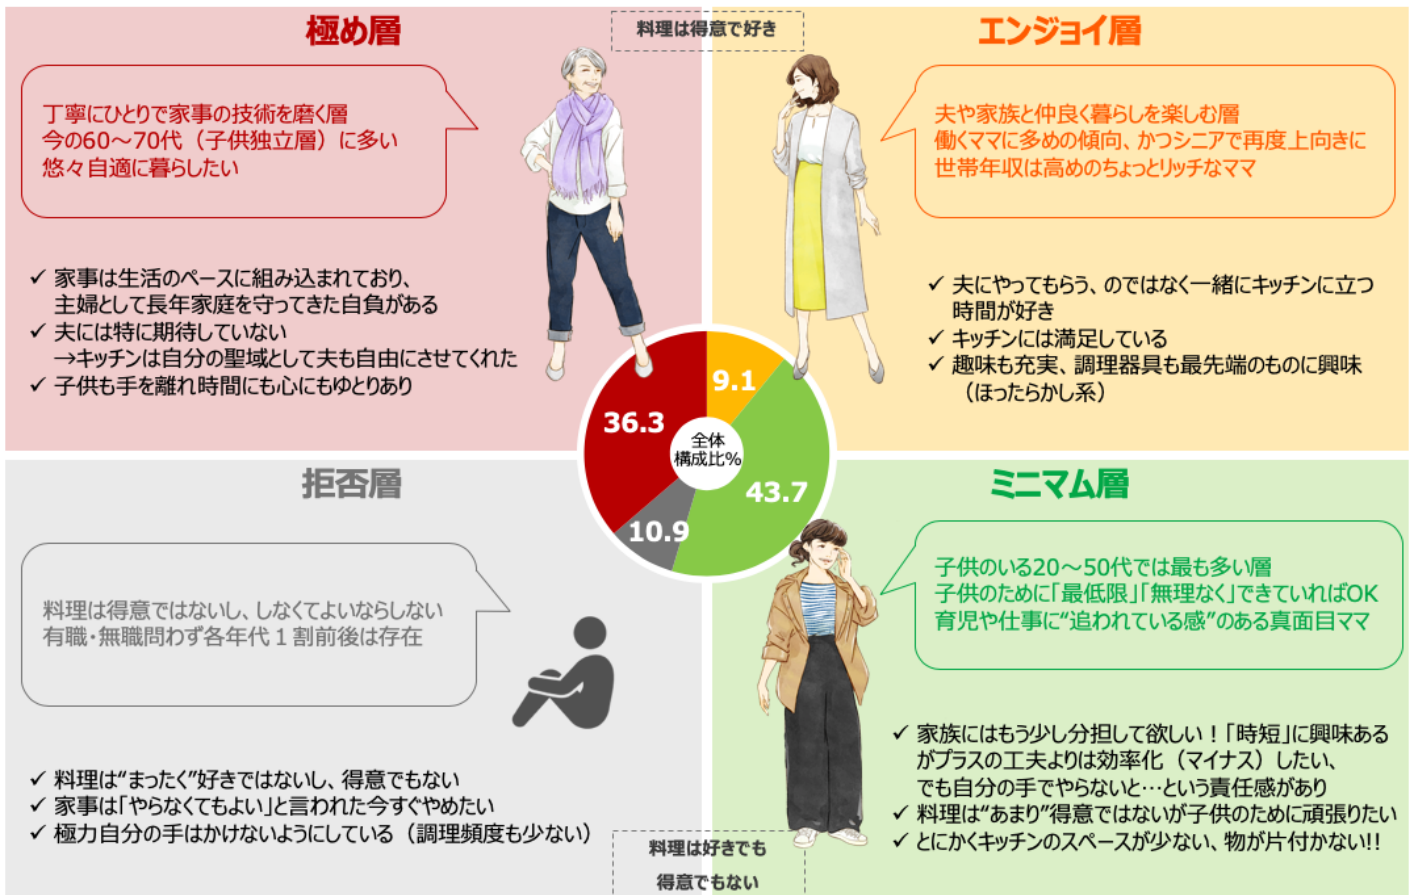 料理は得意で好き
極め層
丁寧にひとりで家事の技術を磨く層
今の60～70代（子供独立層）に多い
悠々自適に暮らしたい
✓ 家事は生活のペースに組み込まれており、
主婦として長年家庭を守ってきた自負がある
✓ 夫には特に期待していない
→キッチンは自分の聖域として夫も自由にさせてくれた
✓ 子供も手を離れ時間にも心にもゆとりあり
エンジョイ層
夫や家族と仲良く暮らしを楽しむ層
働くママに多めの傾向、かつシニアで再度上向きに
世帯年収は高めのちょっとリッチなママ
✓ 夫にやってもらう、のではなく一緒にキッチンに立つ
時間が好き
✓ キッチンには満足している
✓ 趣味も充実、調理器具も最先端のものに興味
（ほったらかし系）
36.3
9.1
全体
構成比%
43.7
10.9
拒否層
料理は得意ではないし、しなくてよいならしない
有職・無職問わず各年代１割前後は存在
✓ 料理は“まったく”好きではないし、得意でもない
✓ 家事は「やらなくてもよい」と言われた今すぐやめたい
✓ 極力自分の手はかけないようにしている（調理頻度も少ない）
ミニマム層
子供のいる20～50代では最も多い層
子供のために「最低限」「無理なく」できていればOK
育児や仕事に“追われている感”のある真面目ママ
✓ 家族にはもう少し分担して欲しい！「時短」に興味ある
がプラスの工夫よりは効率化（マイナス）したい、
でも自分の手でやらないと…という責任感があり
✓ 料理は“あまり”得意ではないが子供のために頑張りたい
✓ とにかくキッチンのスペースが少ない、物が片付かない!!
料理は好きでも
得意でもない